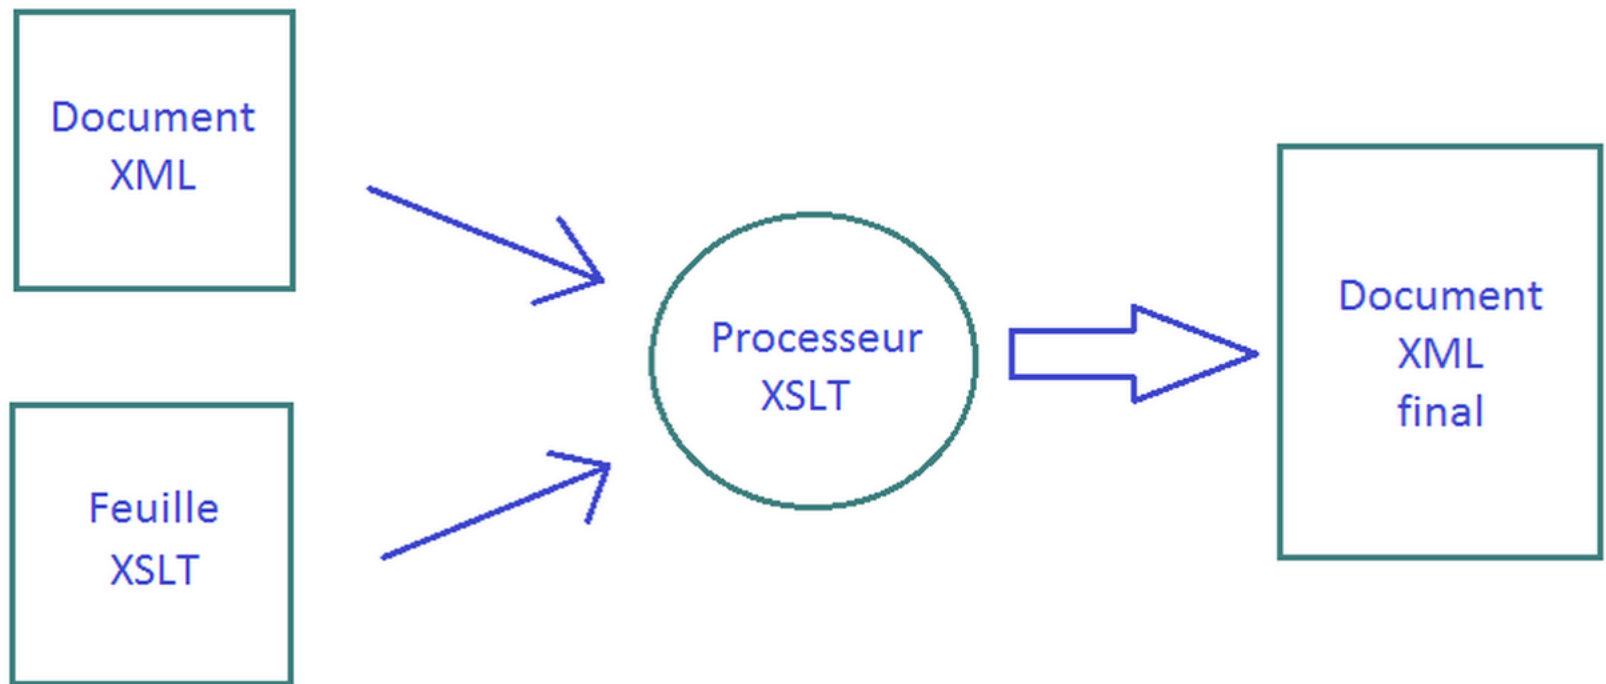 Document
XML
Feuille
XSLT
Processeur
XSLT
Document
XML
final